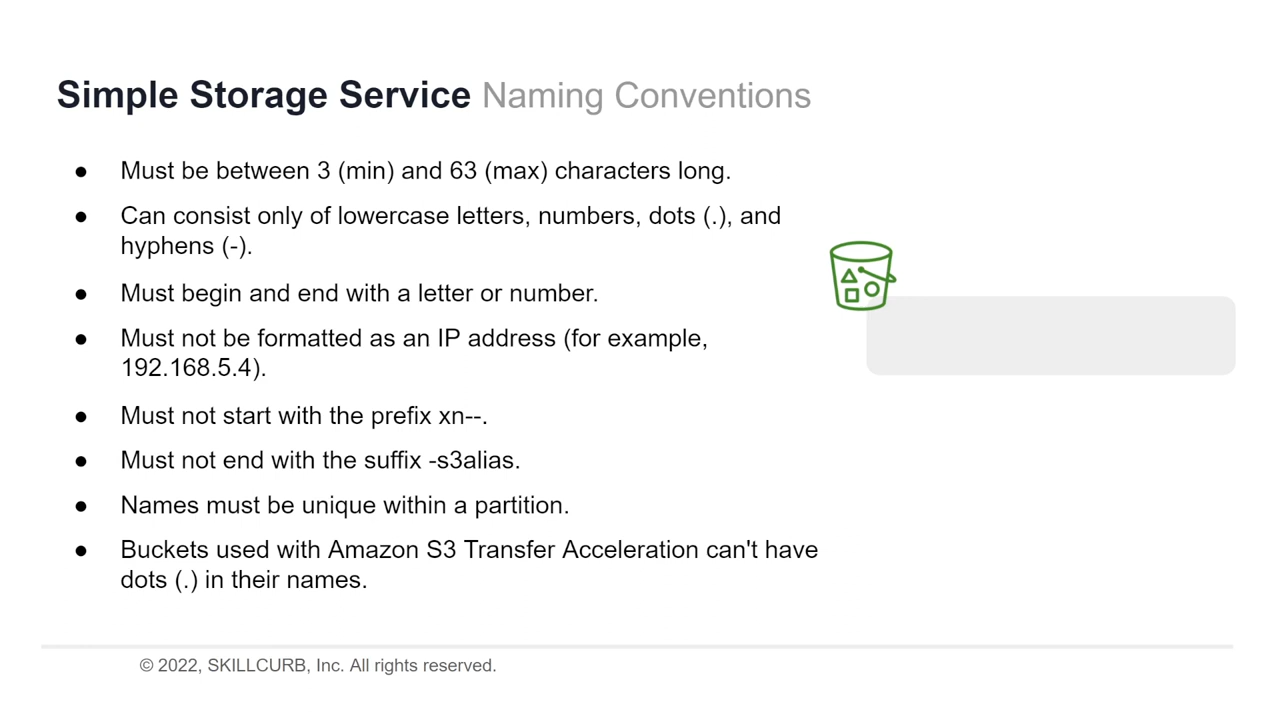 Simple Storage Service Naming Conventions
● Must be between 3 (min) and 63 (max) characters long.
● Can consist only of lowercase letters, numbers, dots (.), and
hyphens (-).
● Must begin and end with a letter or number.
● Must not be formatted as an IP address (for example,
192.168.5.4).
● Must not start with the prefix xn--.
● Must not end with the suffix -s3alias.
● Names must be unique within a partition.
● Buckets used with Amazon S3 Transfer Acceleration can't have
dots (.) in their names.
© 2022, SKILLCURB, Inc. All rights reserved.